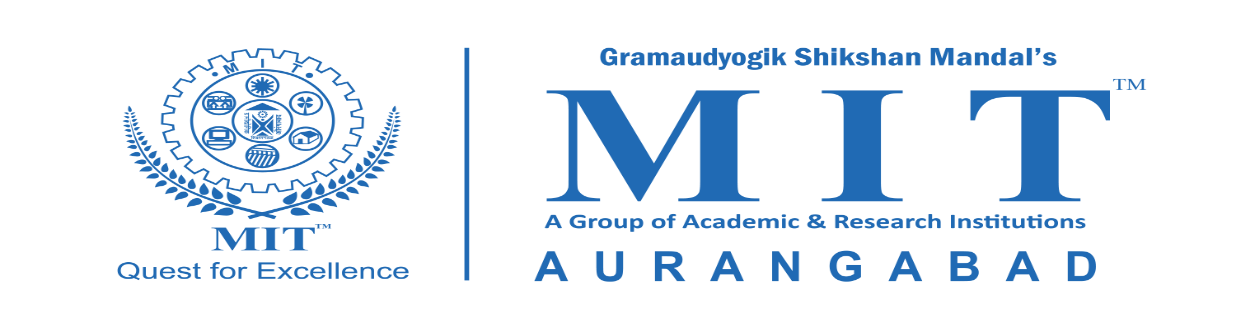 M I T
MIT™
Quest for Excellence
Gramaudyogik Shikshan Mandal's
MIT™
A Group of Academic & Research Institutions
AURANGABAD